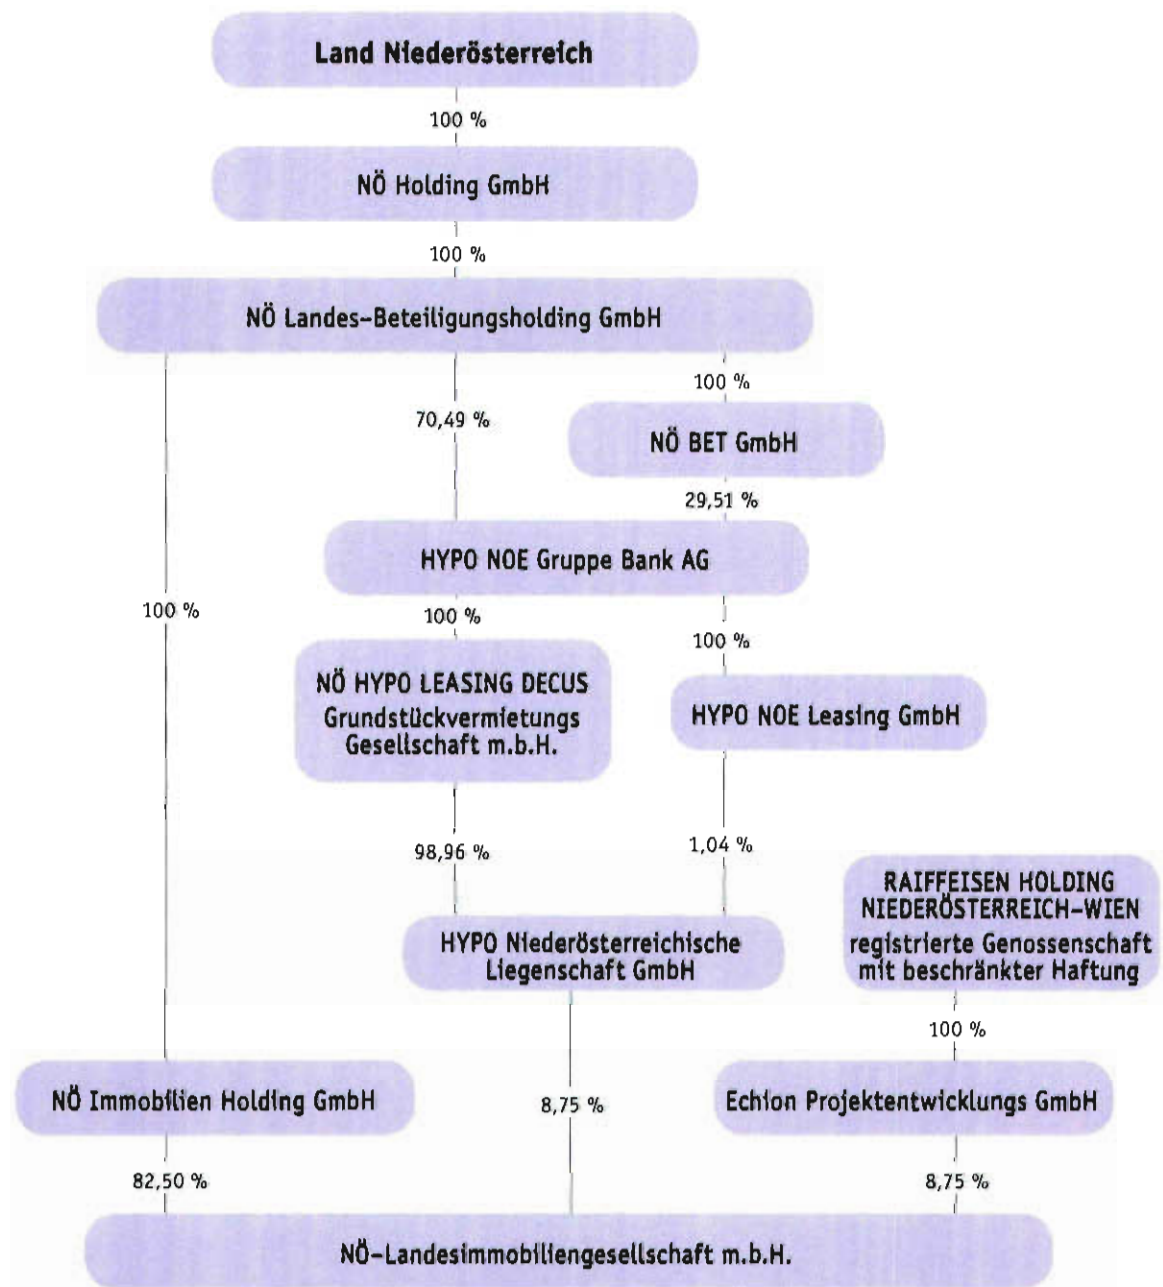 Land Niederösterreich
100 %
NÖ Holding GmbH
100 %
NÖ Landes-Beteiligungsholding GmbH
100 %
70,49 %
NÖ BET GmbH
29,51 %
HYPO NOE Gruppe Bank AG
100 %
100 %
100 %
NÖ HYPO LEASING DECUS
Grundstückvermietungs
Gesellschaft m.b.H.
HYPO NOE Leasing GmbH
98,96 %
1,04 %
RAIFFEISEN HOLDING
NIEDERÖSTERREICH-WIEN
registrierte Genossenschaft
mit beschränkter Haftung
HYPO Niederösterreichische
Liegenschaft GmbH
100 %
NÖ Immobilien Holding GmbH
8,75 %
Echion Projektentwicklungs GmbH
82,50 %
8,75 %
NÖ-Landesimmobiliengesellschaft m.b.H.